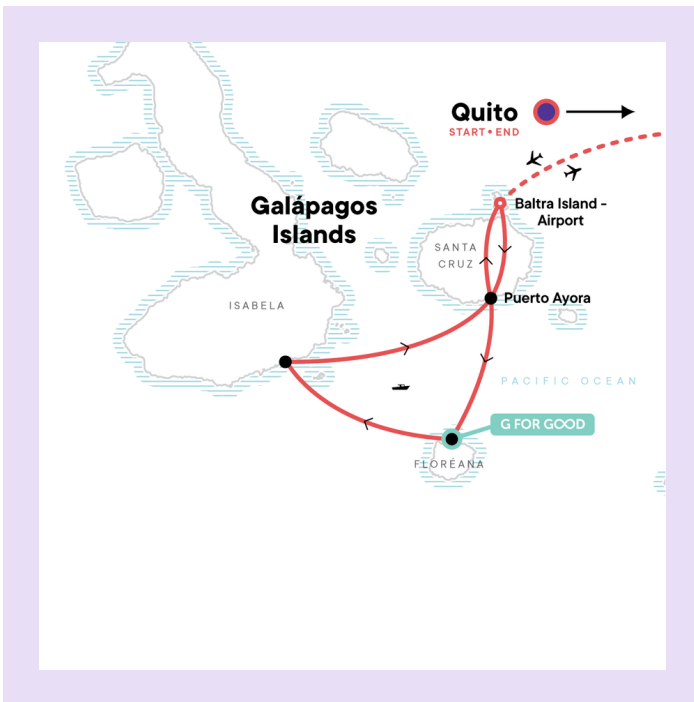 Quito
START • END
Galápagos
Islands
Baltra Island -
Airport
SANTA
CRUZ
Puerto Ayora
ISABELA
PACIFIC OCEAN
G FOR GOOD
FLOREANA